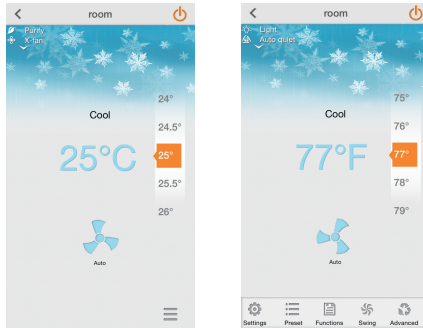 room
Purify
X-fan
Cool
25°C
24°
24.5°
25°
25.5°
26°
Auto
room
Light
Auto quiet
Cool
77°F
75°
76°
77°
78°
79°
Auto
Settings Preset Functions Swing Advanced